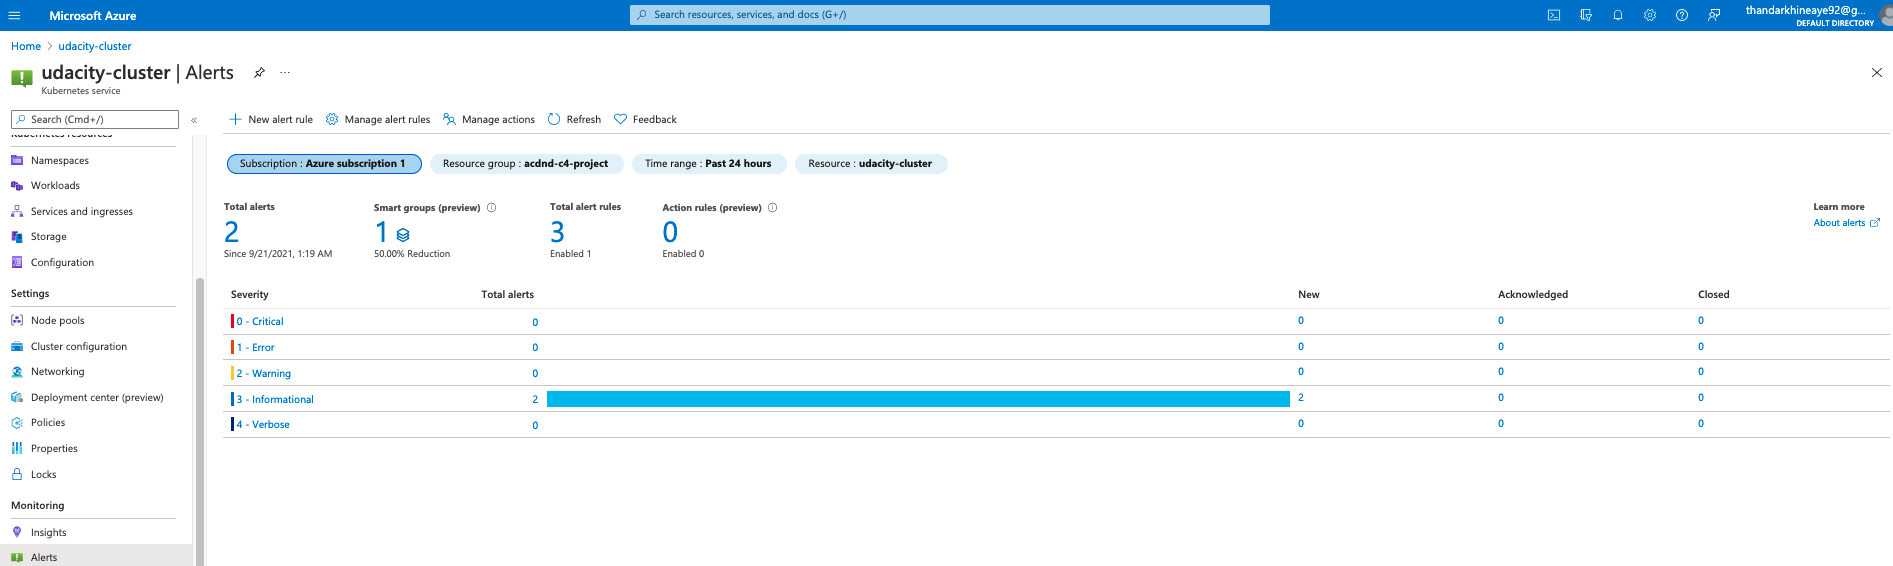 Microsoft Azure
Search resources, services, and docs (G+/)
thandarkhineaye92@g...
DEFAULT DIRECTORY
Home > udacity-cluster
udacity-cluster | Alerts
Kubernetes service
Search (Cmd+/)
New alert rule
Manage alert rules
Manage actions
Refresh
Feedback
Kubernetes resources
Namespaces
Workloads
Services and ingresses
Storage
Configuration
Settings
Node pools
Cluster configuration
Networking
Deployment center (preview)
Policies
Properties
Locks
Monitoring
Insights
Alerts
Subscription : Azure subscription 1
Resource group : acdnd-c4-project
Time range : Past 24 hours
Resource : udacity-cluster
Total alerts
2
Since 9/21/2021, 1:19 AM
Smart groups (preview)
1
50.00% Reduction
Total alert rules
3
Enabled 1
Action rules (preview)
0
Enabled 0
Learn more
About alerts
Severity Total alerts New Acknowledged Closed
0 - Critical 0 0 0 0
1 - Error 0 0 0 0
2 - Warning 0 0 0 0
3 - Informational 2 2 0 0
4 - Verbose 0 0 0 0